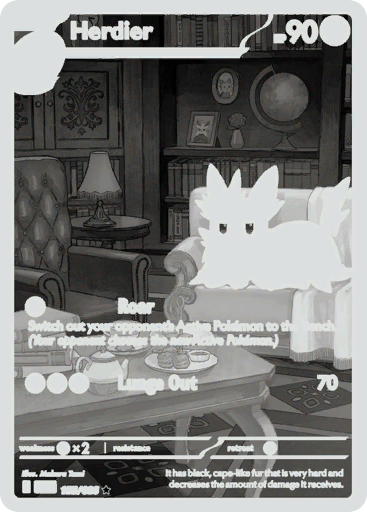 Herdier
HP 90
Roar
Switch out your opponent's Active Pokémon to the Bench.
(Your opponent chooses the new Active Pokémon.)
Lunge Out 70
weakness ×2 resistance retreat
Illus.
It has black, cape-like fur that is very hard and
decreases the amount of damage it receives.